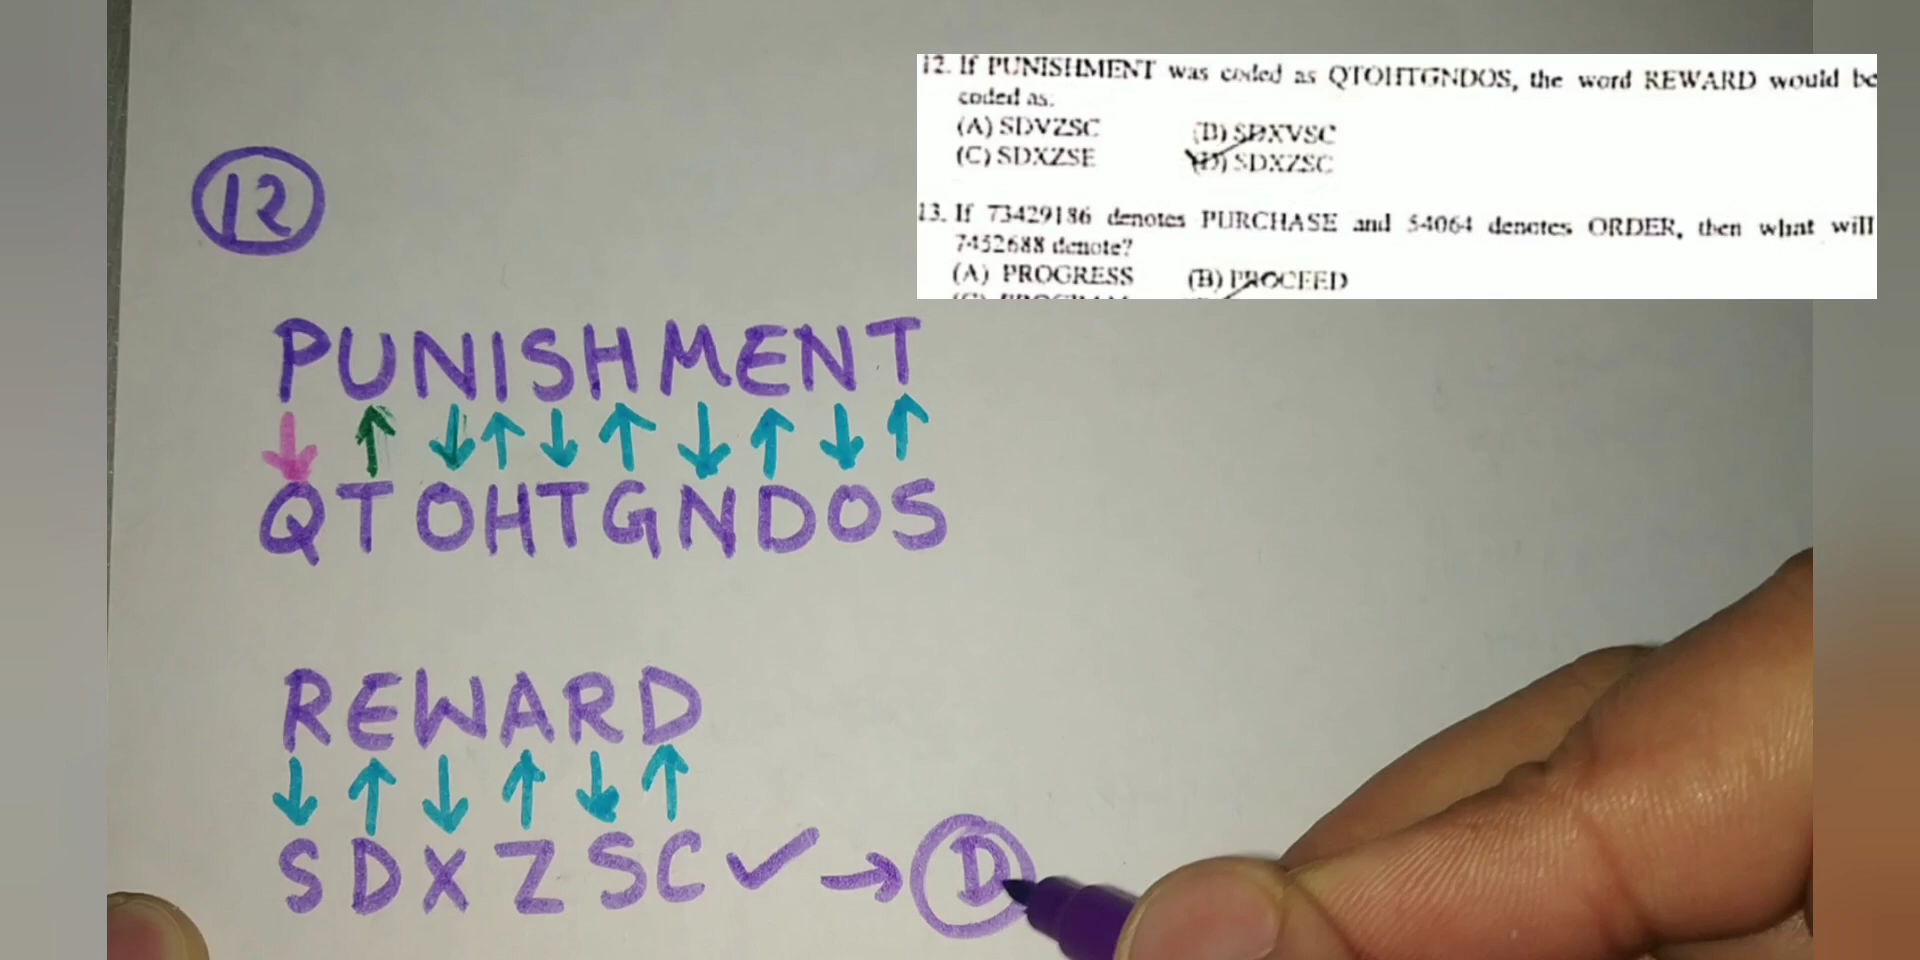 12. If PUNISHMENT was coded as QTOHTGNDOS, the word REWARD would be
coded as:
(A) SDVZSC (B) SDXVSC
(C) SDXZSE (D) SDXZSC
13. If 73429186 denotes PURCHASE and 54064 denotes ORDER, then what will
7452688 denote?
(A) PROGRESS (B) PROCEED
12
PUNISHMENT
QTOHTGNDOS
REWARD
SDXZSC ✓ → D